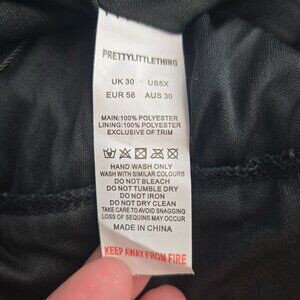 PRETTYLITTLETHING
UK 30 US5X
EUR 58 AUS 30
MAIN:100% POLYESTER
LINING:100% POLYESTER
EXCLUSIVE OF TRIM
HAND WASH ONLY
WASH WITH SIMILAR COLOURS
DO NOT BLEACH
DO NOT TUMBLE DRY
DO NOT IRON
DO NOT DRY CLEAN
TAKE CARE TO AVOID SNAGGING
LOSS OF SEQUINS MAY OCCUR
MADE IN CHINA
KEEP AWAY FROM FIRE